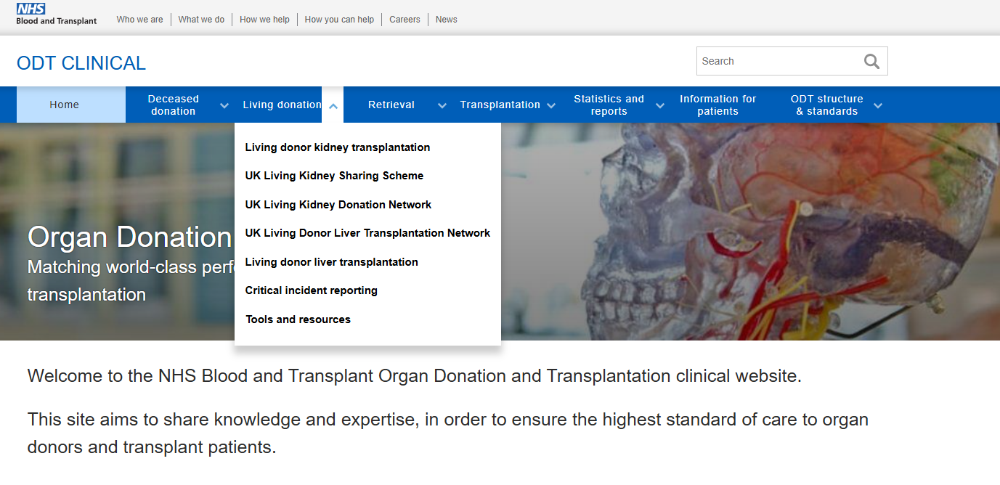 NHS
Blood and Transplant
Who we are
What we do
How we help
How you can help
Careers
News
ODT CLINICAL
Search
Home
Deceased
donation
Living donation
Retrieval
Transplantation
Statistics and
reports
Information for
patients
ODT structure
& standards
Living donor kidney transplantation
UK Living Kidney Sharing Scheme
UK Living Kidney Donation Network
UK Living Donor Liver Transplantation Network
Living donor liver transplantation
Critical incident reporting
Tools and resources
Organ Donation
Matching world-class
transplantation
Welcome to the NHS Blood and Transplant Organ Donation and Transplantation clinical website.
This site aims to share knowledge and expertise, in order to ensure the highest standard of care to organ
donors and transplant patients.